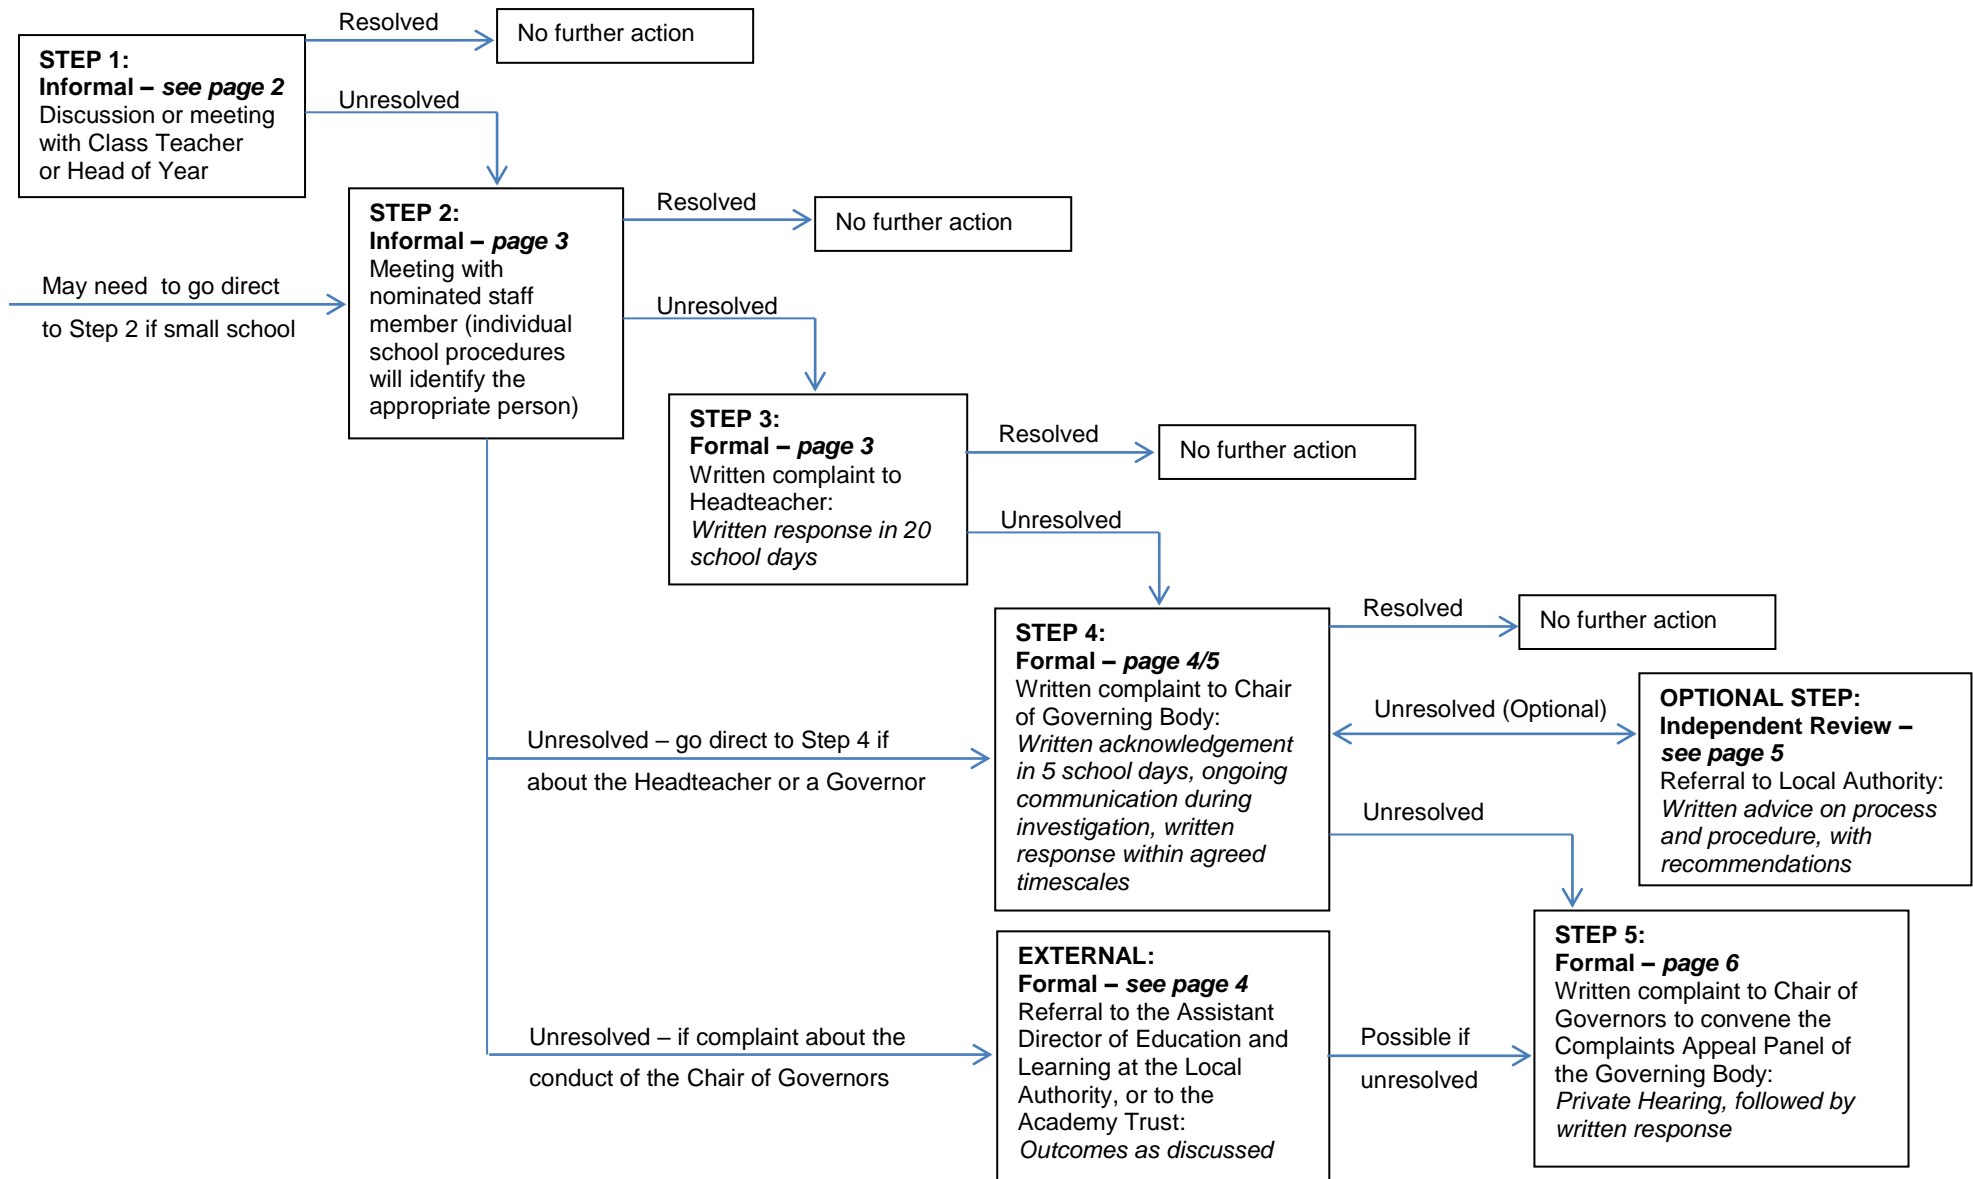 Resolved
No further action
STEP 1:
Informal – see page 2
Discussion or meeting
with Class Teacher
or Head of Year
Unresolved
STEP 2:
Informal – page 3
Meeting with
nominated staff
member (individual
school procedures
will identify the
appropriate person)
Resolved
No further action
May need  to go direct
to Step 2 if small school
Unresolved
STEP 3:
Formal – page 3
Written complaint to
Headteacher:
Written response in 20
school days
Resolved
No further action
Unresolved
STEP 4:
Formal – page 4/5
Written complaint to Chair
of Governing Body:
Written acknowledgement
in 5 school days, ongoing
communication during
investigation, written
response within agreed
timescales
Resolved
No further action
Unresolved (Optional)
OPTIONAL STEP:
Independent Review –
see page 5
Referral to Local Authority:
Written advice on process
and procedure, with
recommendations
Unresolved – go direct to Step 4 if
about the Headteacher or a Governor
Unresolved
EXTERNAL:
Formal – see page 4
Referral to the Assistant
Director of Education and
Learning at the Local
Authority, or to the
Academy Trust:
Outcomes as discussed
Unresolved – if complaint about the
conduct of the Chair of Governors
Possible if
unresolved
STEP 5:
Formal – page 6
Written complaint to Chair of
Governors to convene the
Complaints Appeal Panel of
the Governing Body:
Private Hearing, followed by
written response